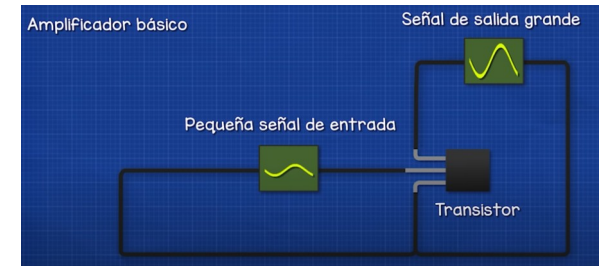 Amplificador básico
Señal de salida grande
Pequeña señal de entrada
Transistor